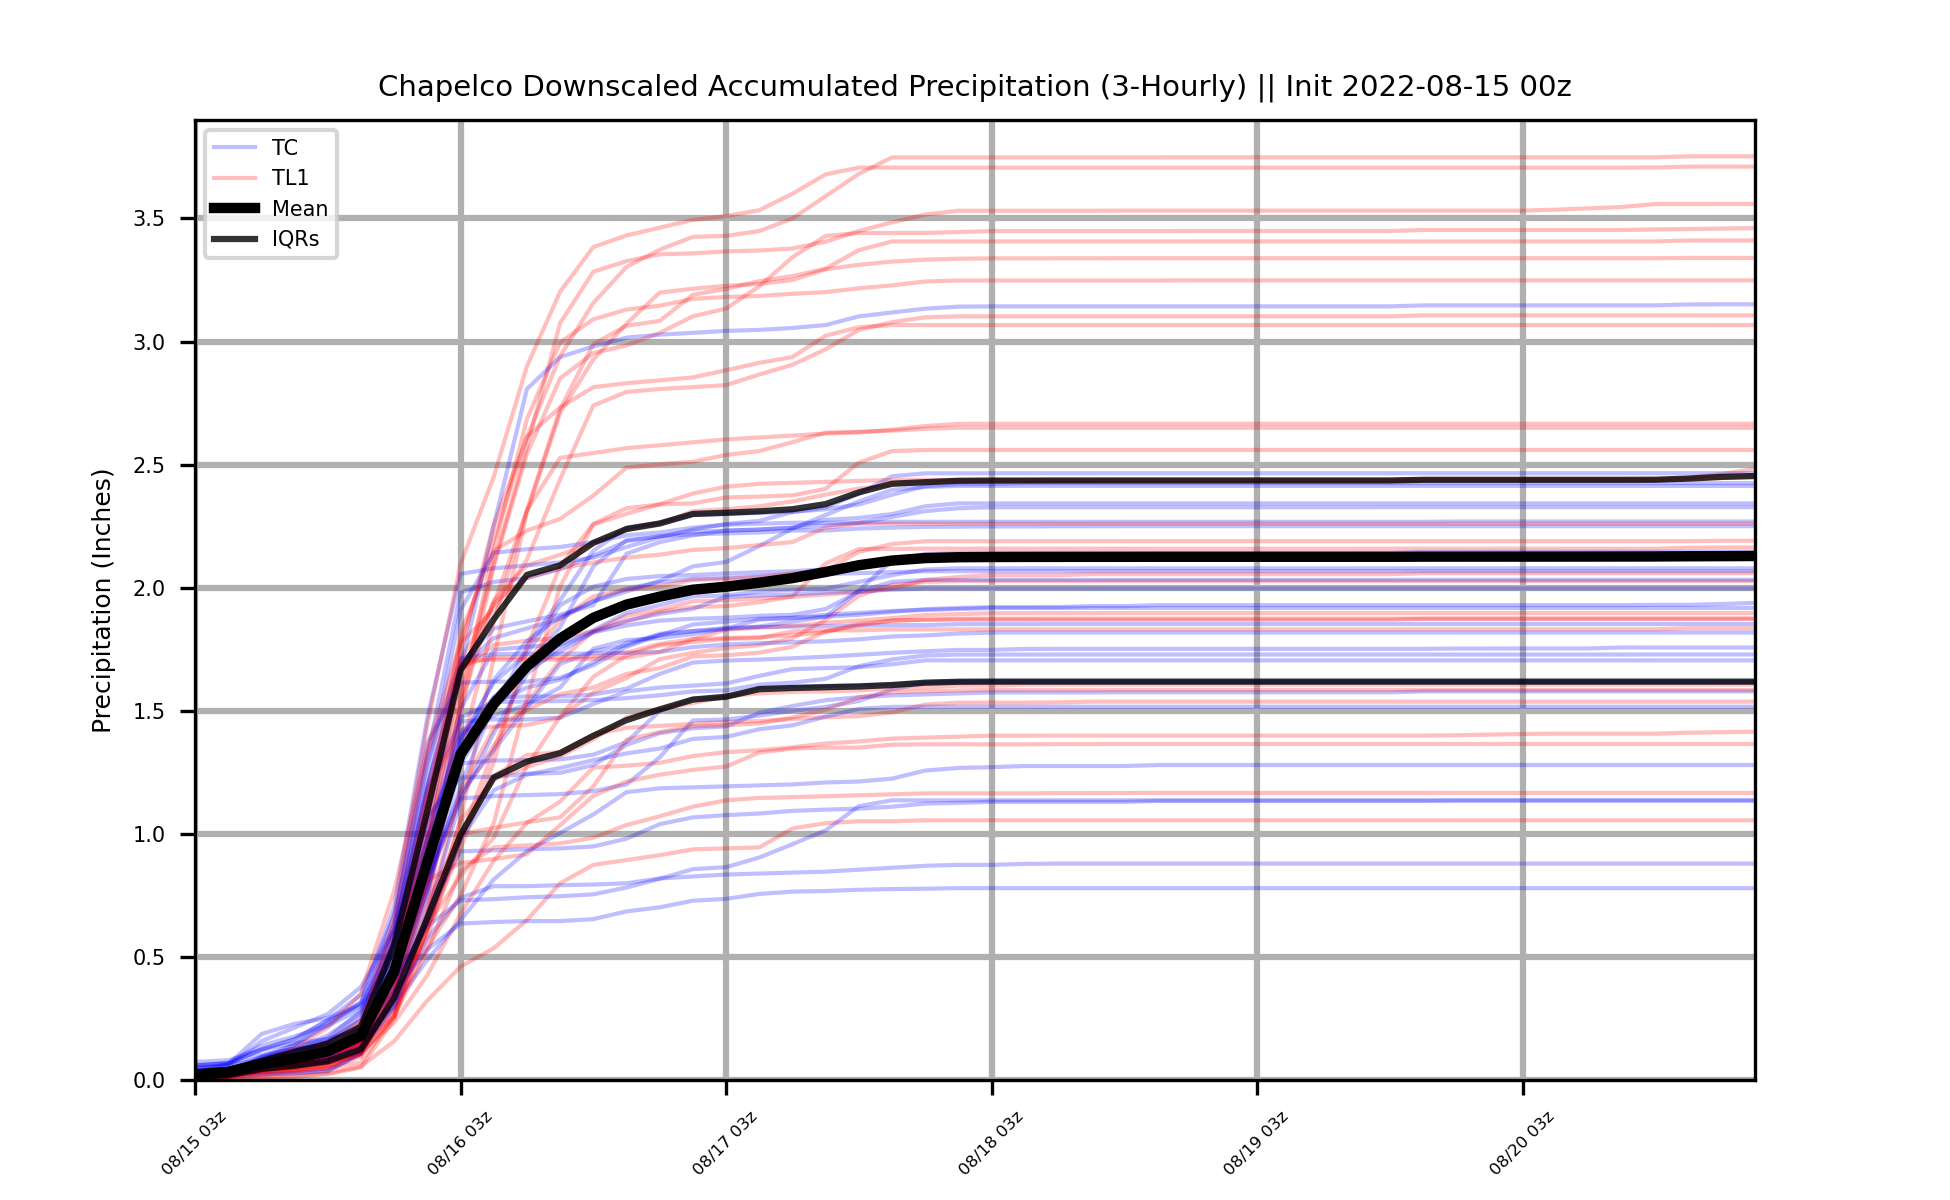 Chapelco Downscaled Accumulated Precipitation (3-Hourly) || Init 2022-08-15 00z
TC
TL1
Mean
IQRs
Precipitation (Inches)
3.5
3.0
2.5
2.0
1.5
1.0
0.5
0.0
08/15 03z
08/16 03z
08/17 03z
08/18 03z
08/19 03z
08/20 03z